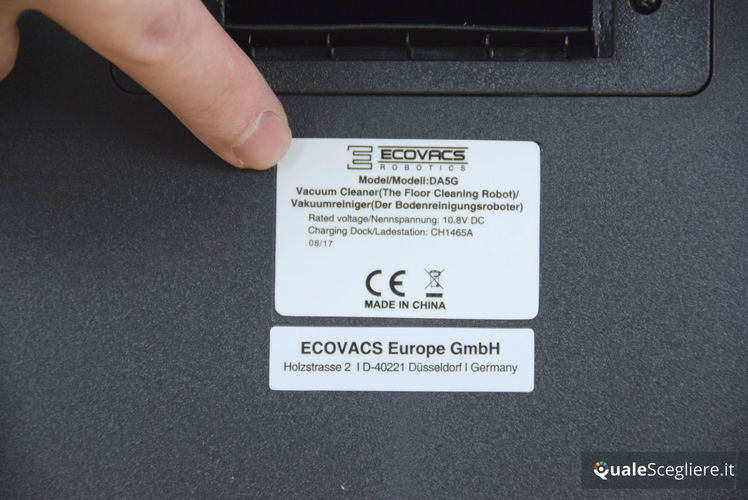 ECOVACS
ROBOTICS
Model/Modell:DA5G
Vacuum Cleaner(The Floor Cleaning Robot)/
Vakuumreiniger(Der Bodenreinigungsroboter)
Rated voltage/Nennspannung: 10.8V DC
Charging Dock/Ladestation: CH1465A
08/17
CE
MADE IN CHINA
ECOVACS Europe GmbH
Holzstrasse 2 I D-40221 Düsseldorf I Germany
QualeScegliere.it